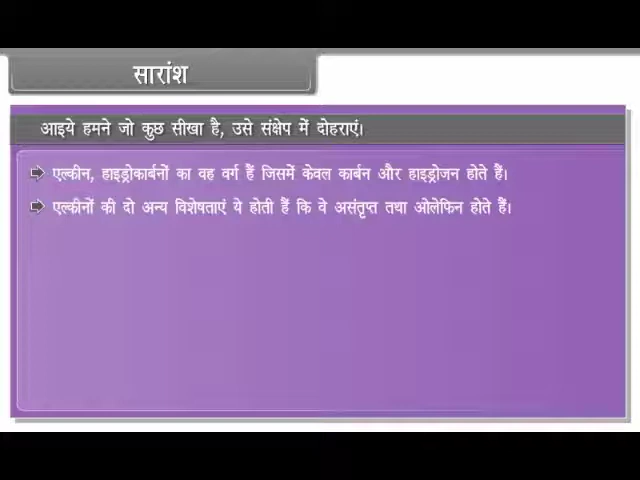 सारांश
आइये हमने जो कुछ सीखा है, उसे संक्षेप में दोहराएं।
एल्कीन, हाइड्रोकार्बनों का वह वर्ग हैं जिसमें केवल कार्बन और हाइड्रोजन होते हैं।
एल्कीनों की दो अन्य विशेषताएं ये होती हैं कि वे असंतृप्त तथा ओलेफिन होते हैं।